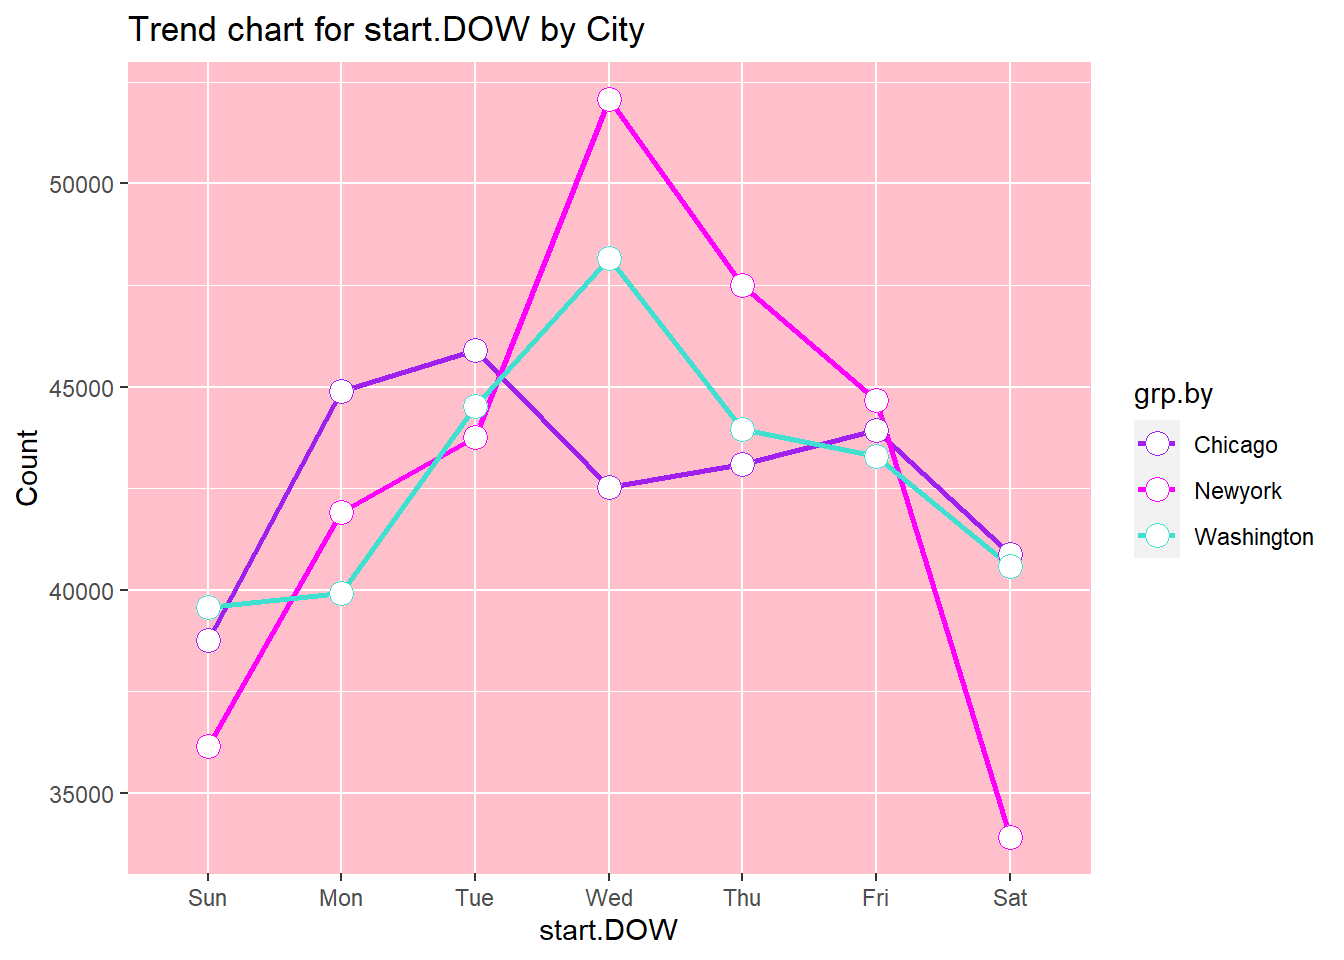 Trend chart for start.DOW by City
Count
50000
45000
40000
35000
Sun Mon Tue Wed Thu Fri Sat
start.DOW
grp.by
Chicago
Newyork
Washington